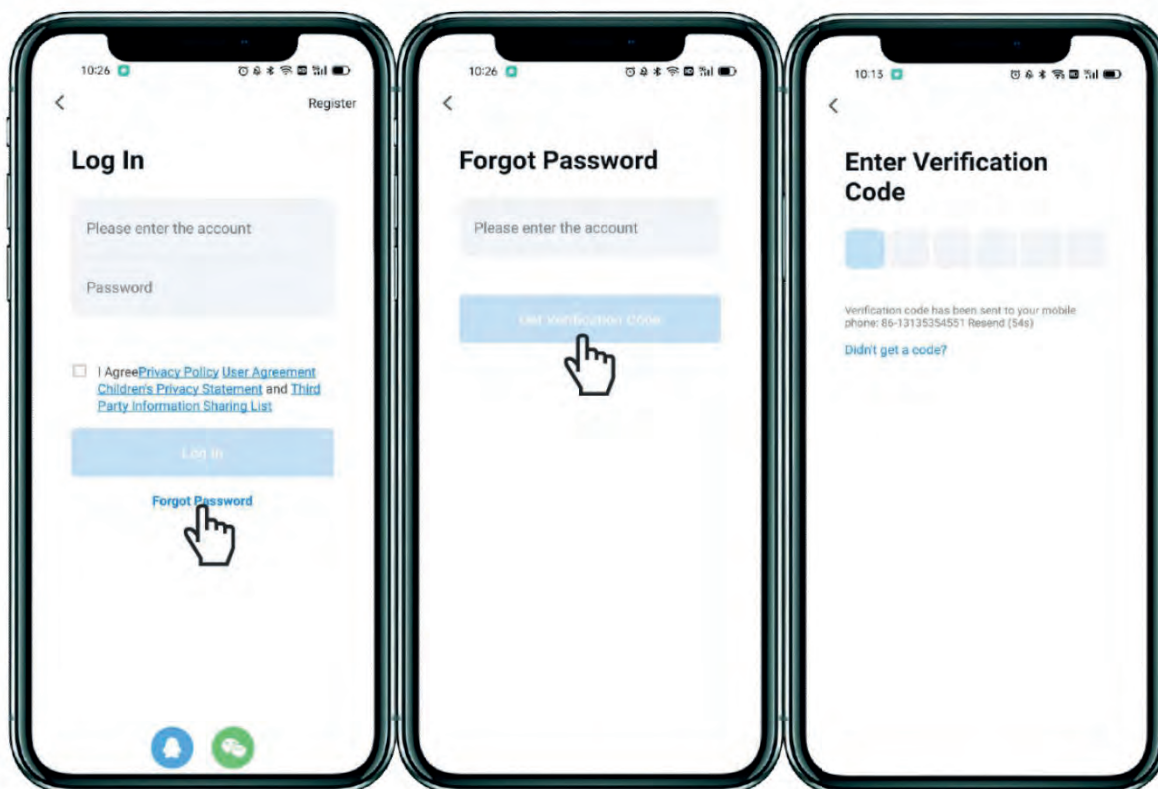 10:26
Register
Log In
Please enter the account
Password
I AgreePrivacy Policy User Agreement
Children's Privacy Statement and Third
Party Information Sharing List
Log In
Forgot Password
10:26
Forgot Password
Please enter the account
Get Verification Code
10:13
Enter Verification
Code
Verification code has been sent to your mobile
phone: 86-13135354551 Resend (54s)
Didn't get a code?